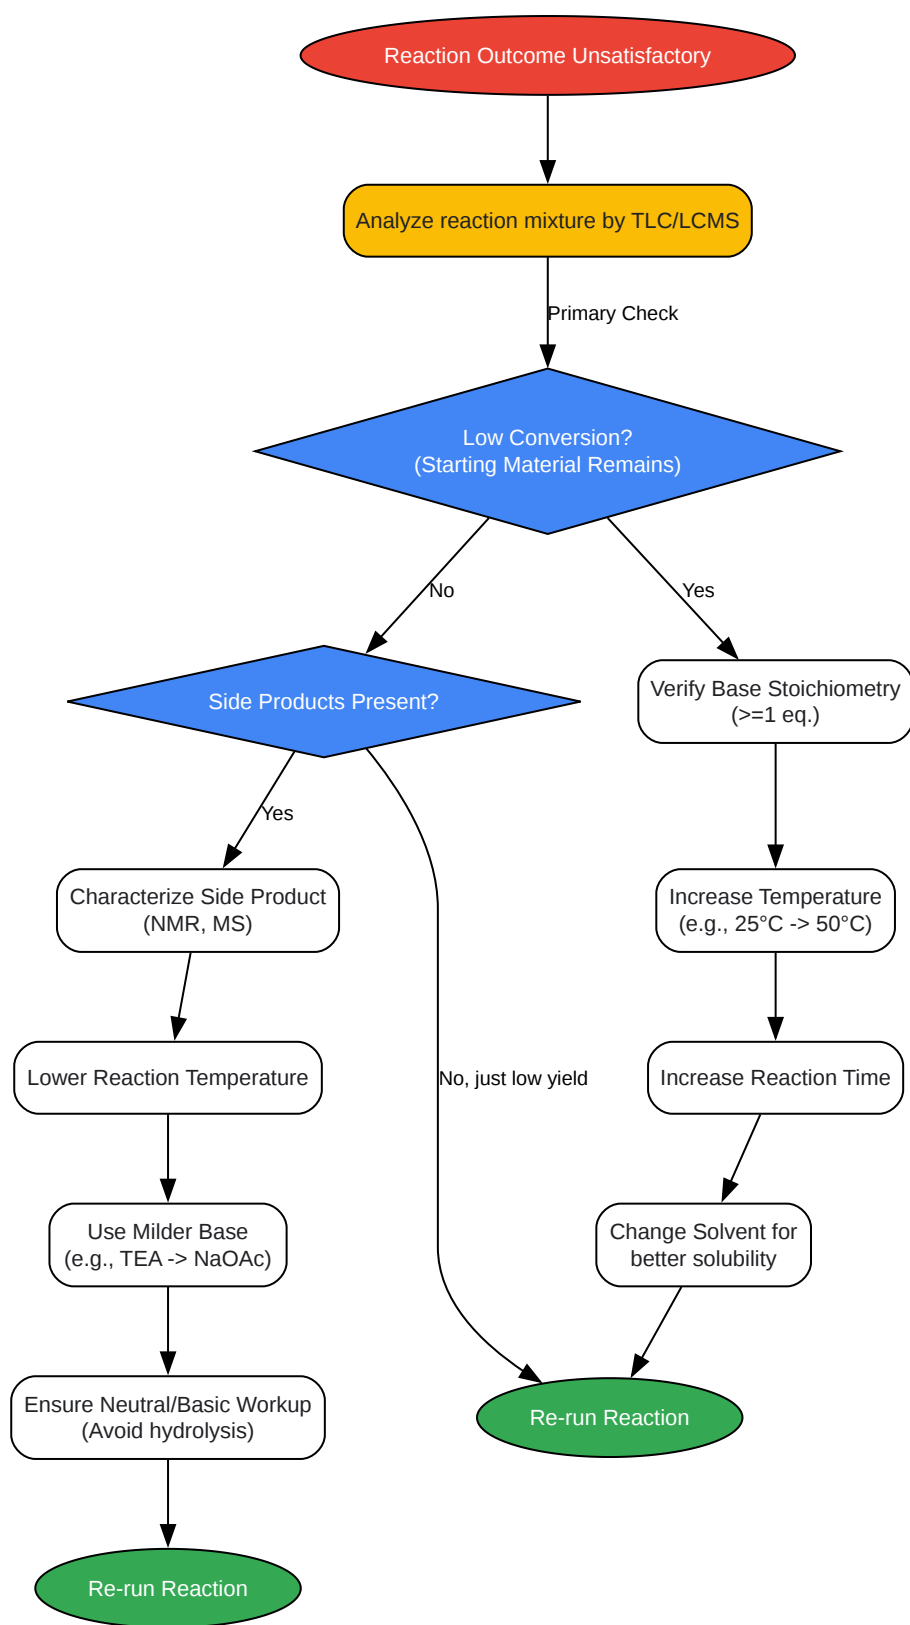 Reaction Outcome Unsatisfactory
Analyze reaction mixture by TLC/LCMS
Primary Check
Low Conversion?
(Starting Material Remains)
No
Yes
Side Products Present?
Verify Base Stoichiometry
(>=1 eq.)
Yes
Characterize Side Product
(NMR, MS)
Increase Temperature
(e.g., 25°C -> 50°C)
Lower Reaction Temperature
No, just low yield
Increase Reaction Time
Use Milder Base
(e.g., TEA -> NaOAc)
Change Solvent for
better solubility
Ensure Neutral/Basic Workup
(Avoid hydrolysis)
Re-run Reaction
Re-run Reaction